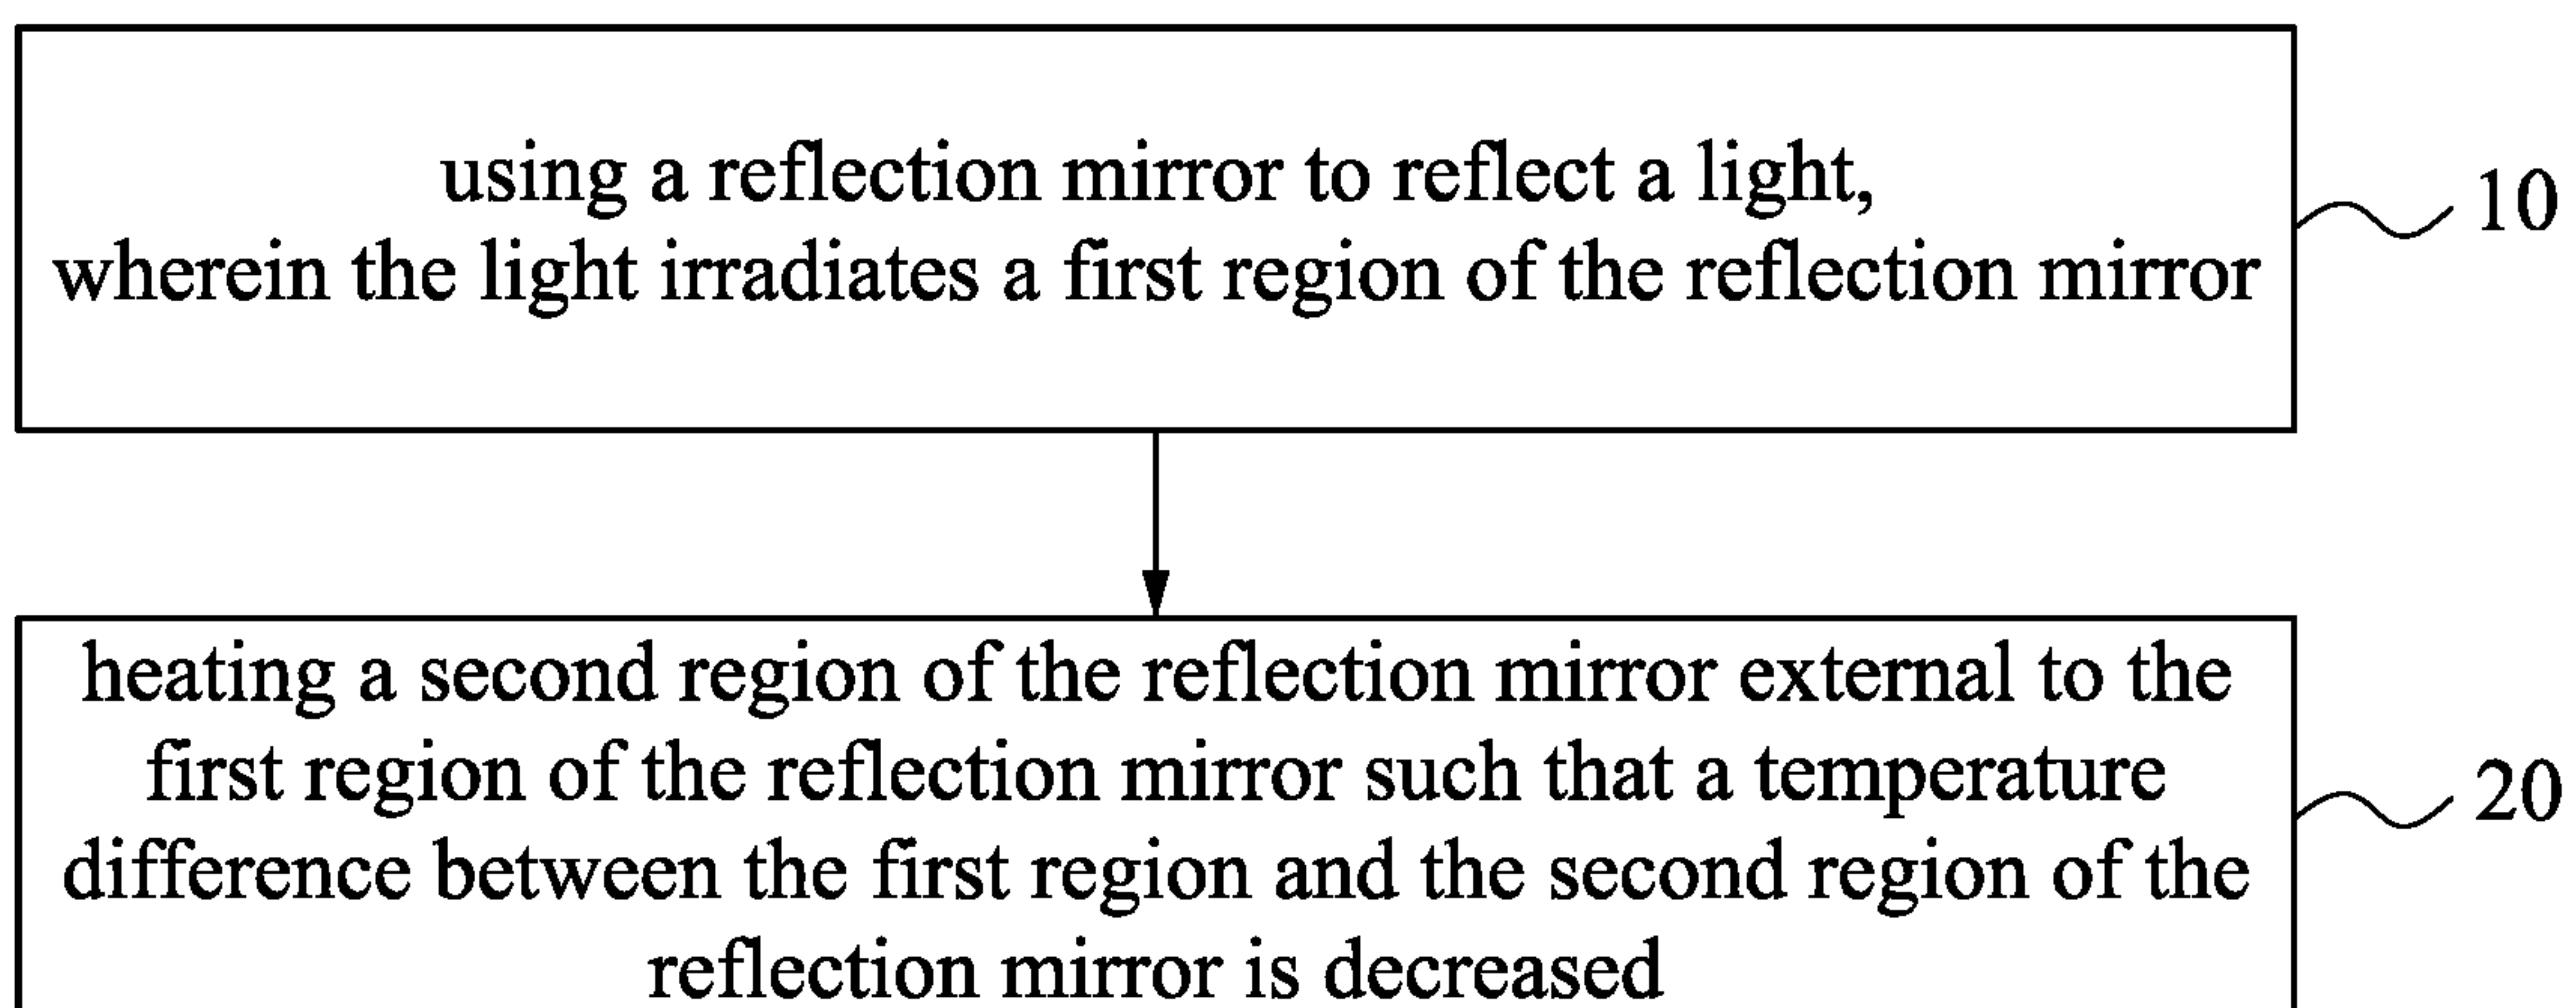 using a reflection mirror to reflect a light,
wherein the light irradiates a first region of the reflection mirror
10
heating a second region of the reflection mirror external to the
first region of the reflection mirror such that a temperature
difference between the first region and the second region of the
reflection mirror is decreased
20